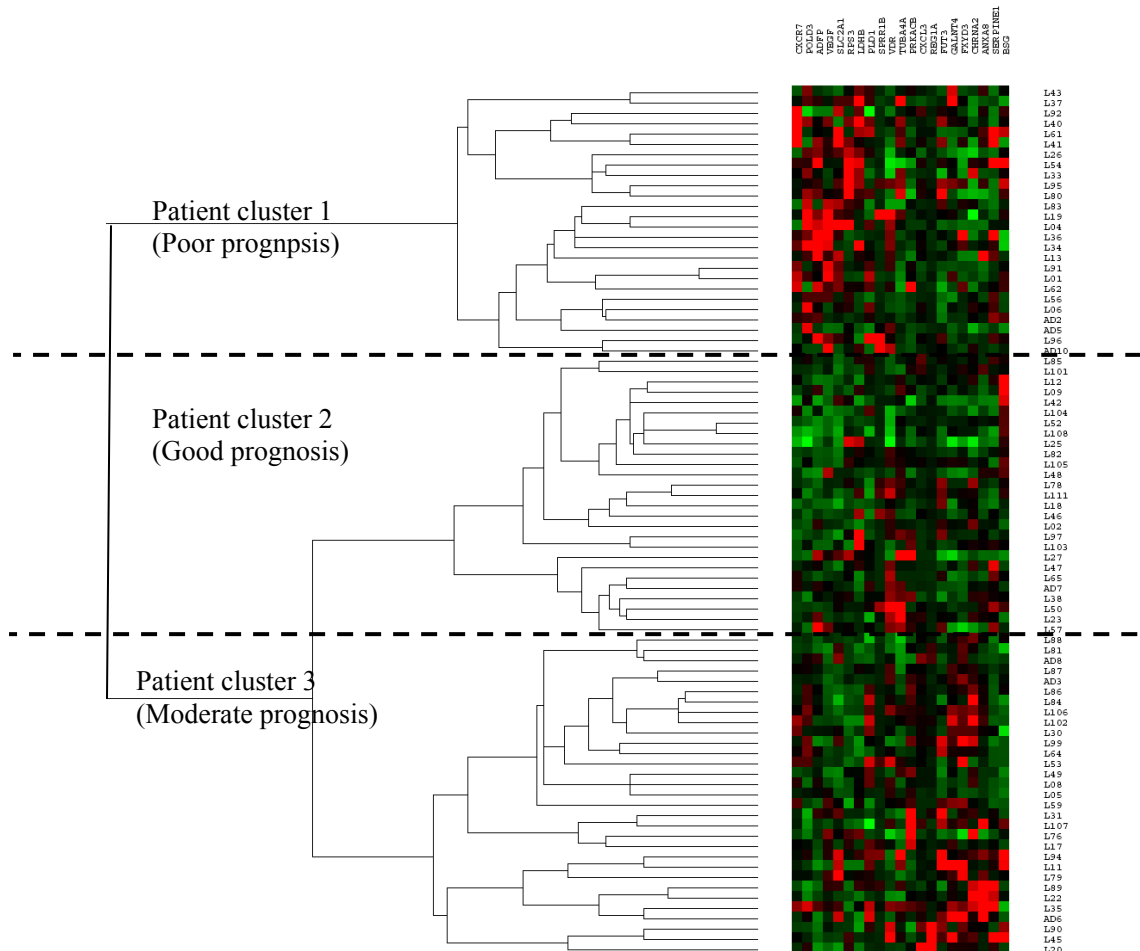 CXCR7
POLD3
ADFP
VEGF
SLC2A1
RPS3
LDHB
PLD1
SPRR1B
VDR
TUBA4A
PRKACB
CXCL3
REG1A
FUT3
GALNT4
FXYD3
CHRNA2
ANXA8
SERPINE1
BSG
L43
L37
L92
L40
L61
L41
L26
L54
L33
L95
L80
L83
Patient cluster 1
L19
L04
(Poor prognpsis)
L36
L34
L13
L91
L01
L62
L56
L06
AD2
AD5
L96
AD10
L85
L101
L12
L09
L42
Patient cluster 2
L104
L52
L108
(Good prognosis)
L25
L82
L105
L48
L78
L111
L18
L46
L02
L97
L103
L27
L47
L65
AD7
L38
L50
L23
L57
L88
L81
AD8
L87
Patient cluster 3
AD3
L86
L84
(Moderate prognosis)
L106
L102
L30
L99
L64
L53
L49
L08
L05
L59
L31
L107
L76
L17
L94
L11
L79
L89
L22
L35
AD6
L90
L45
L20